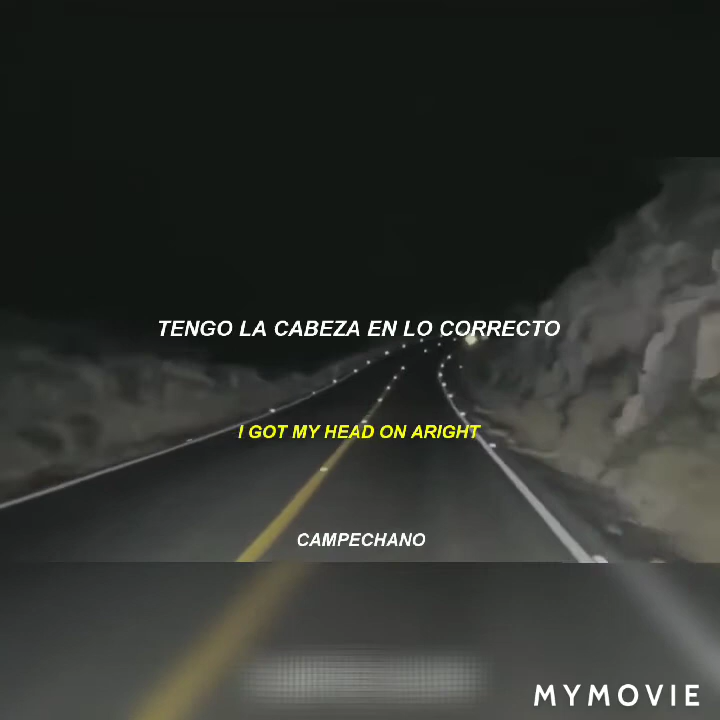 TENGO LA CABEZA EN LO CORRECTO
I GOT MY HEAD ON ARIGHT
CAMPECHANO
MYMOVIE